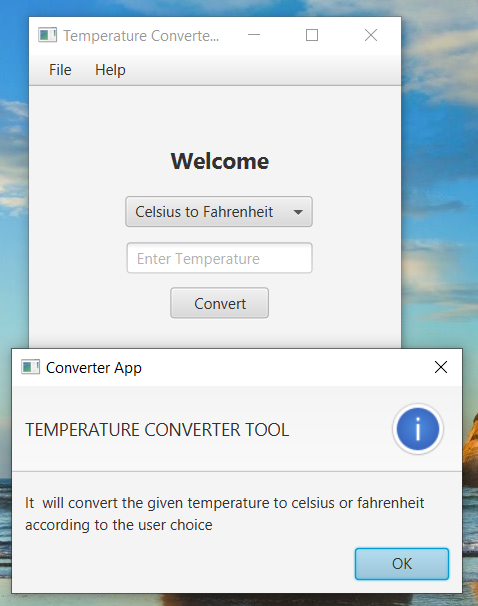 Temperature Converte...
File Help
Welcome
Celsius to Fahrenheit
Enter Temperature
Convert
Converter App
TEMPERATURE CONVERTER TOOL
i
It  will convert the given temperature to celsius or fahrenheit
according to the user choice
OK